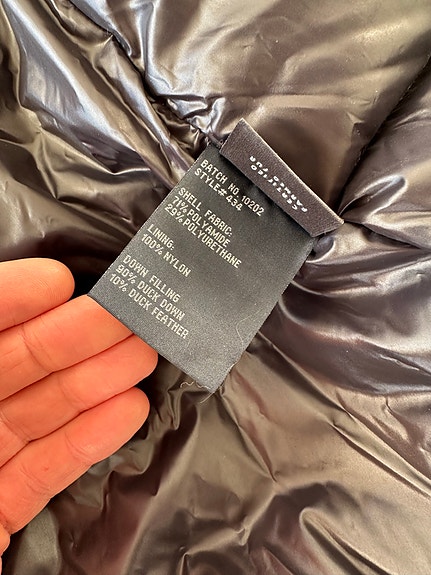 BATCH NO. 10202
STYLE# 434
SHELL FABRIC:
71% POLYAMIDE
29% POLYURETHANE
LINING:
100% NYLON
DOWN FILLING
90% DUCK DOWN
10% DUCK FEATHER